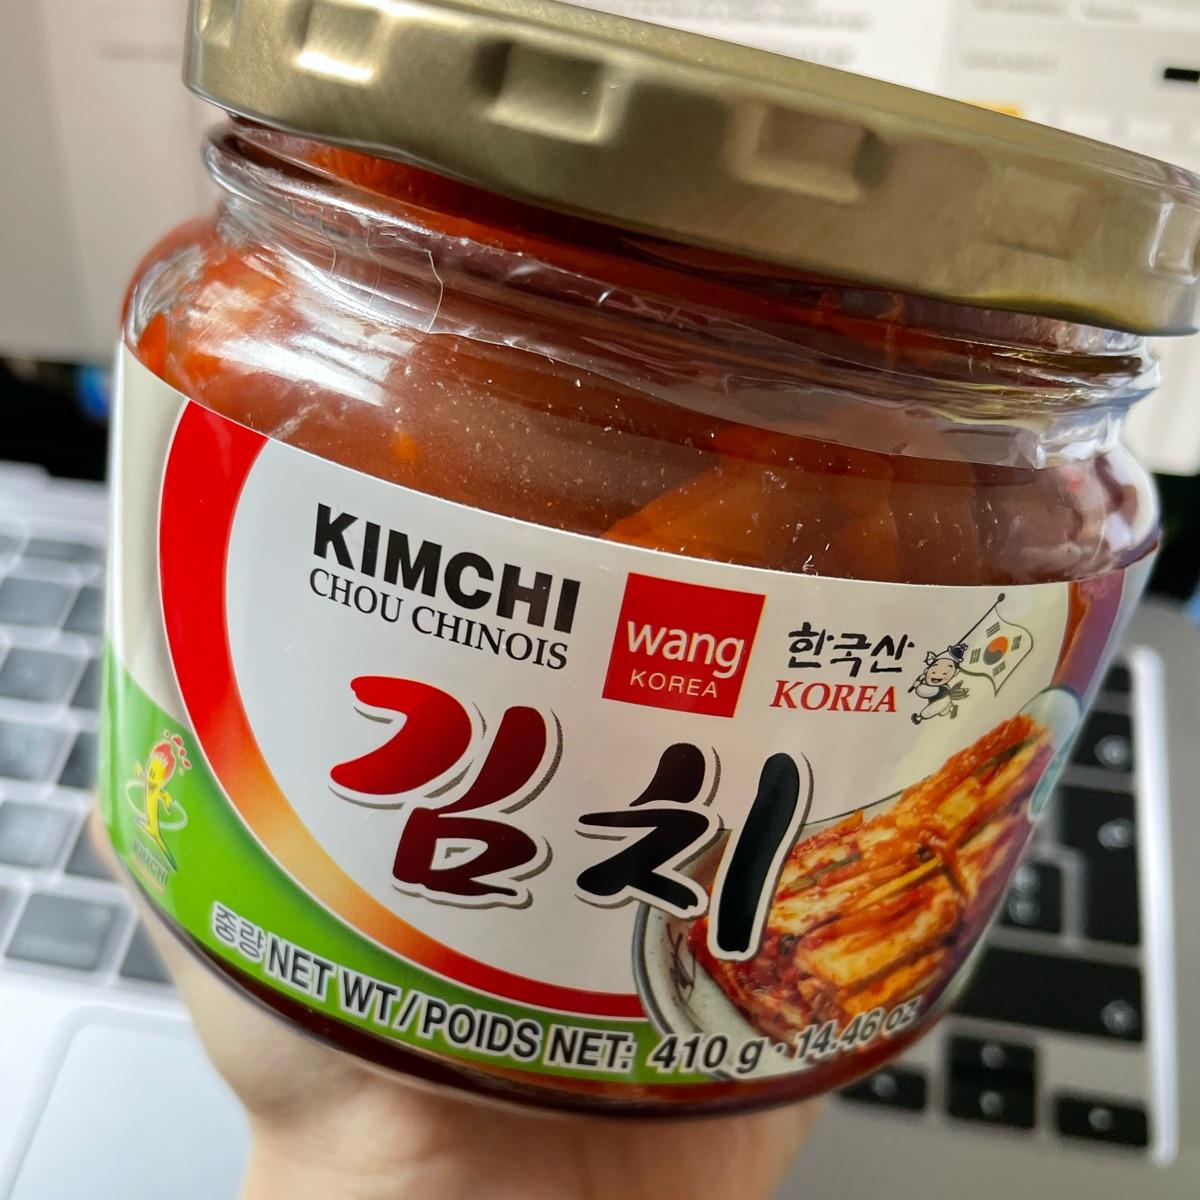 KIMCHI
CHOU CHINOIS
wang
KOREA
한국산
KOREA
김치
KIMCHI
중량 NET WT / POIDS NET: 410 g · 14.46 oz